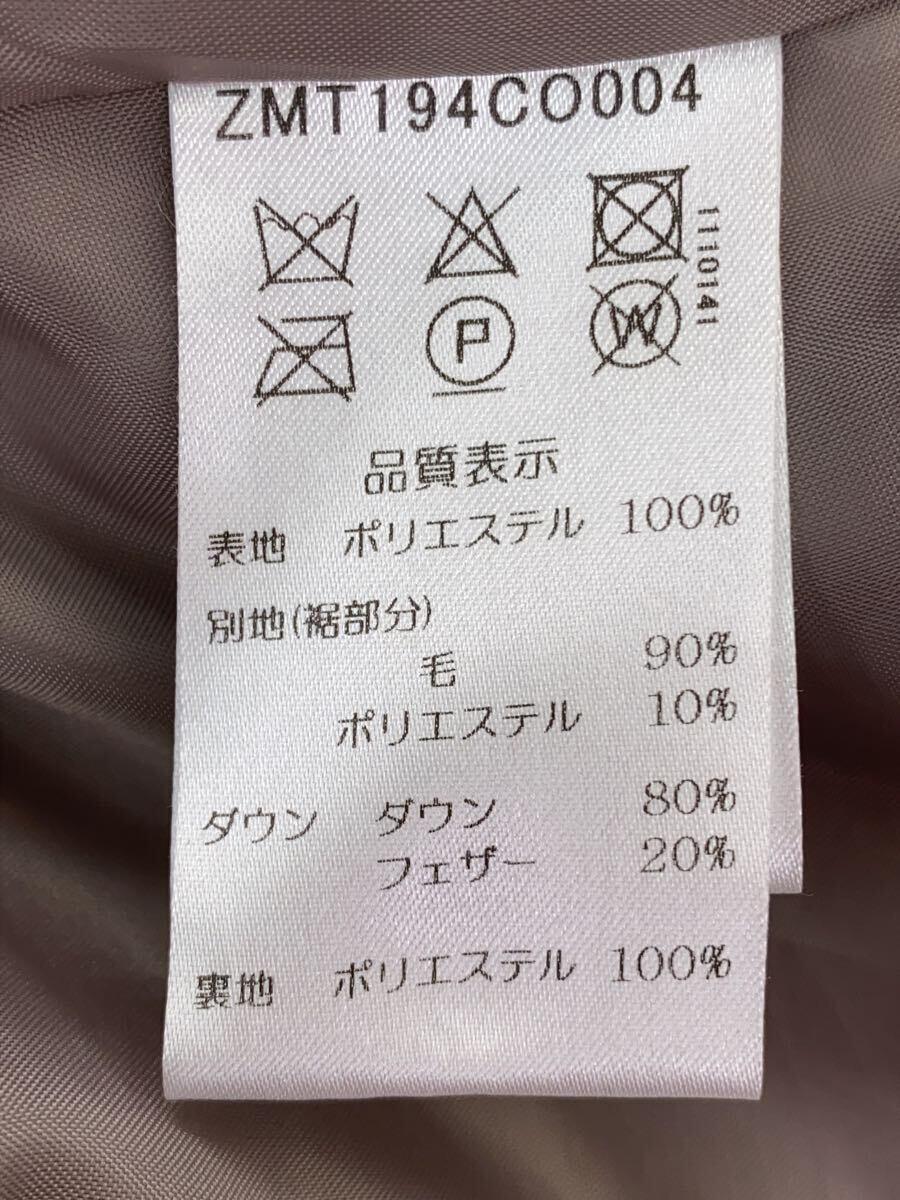 ZMT194CO004
1110141
P
W
品質表示
表地 ポリエステル 100%
別地(裾部分)
毛 90%
ポリエステル 10%
ダウン ダウン 80%
フェザー 20%
裏地 ポリエステル 100%